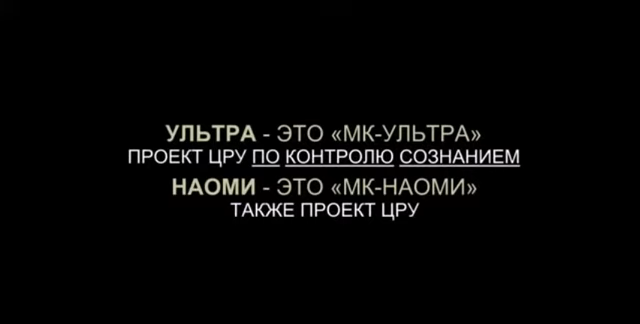 УЛЬТРА - ЭТО «МК-УЛЬТРА»
ПРОЕКТ ЦРУ ПО КОНТРОЛЮ СОЗНАНИЕМ
НАОМИ - ЭТО «МК-НАОМИ»
ТАКЖЕ ПРОЕКТ ЦРУ